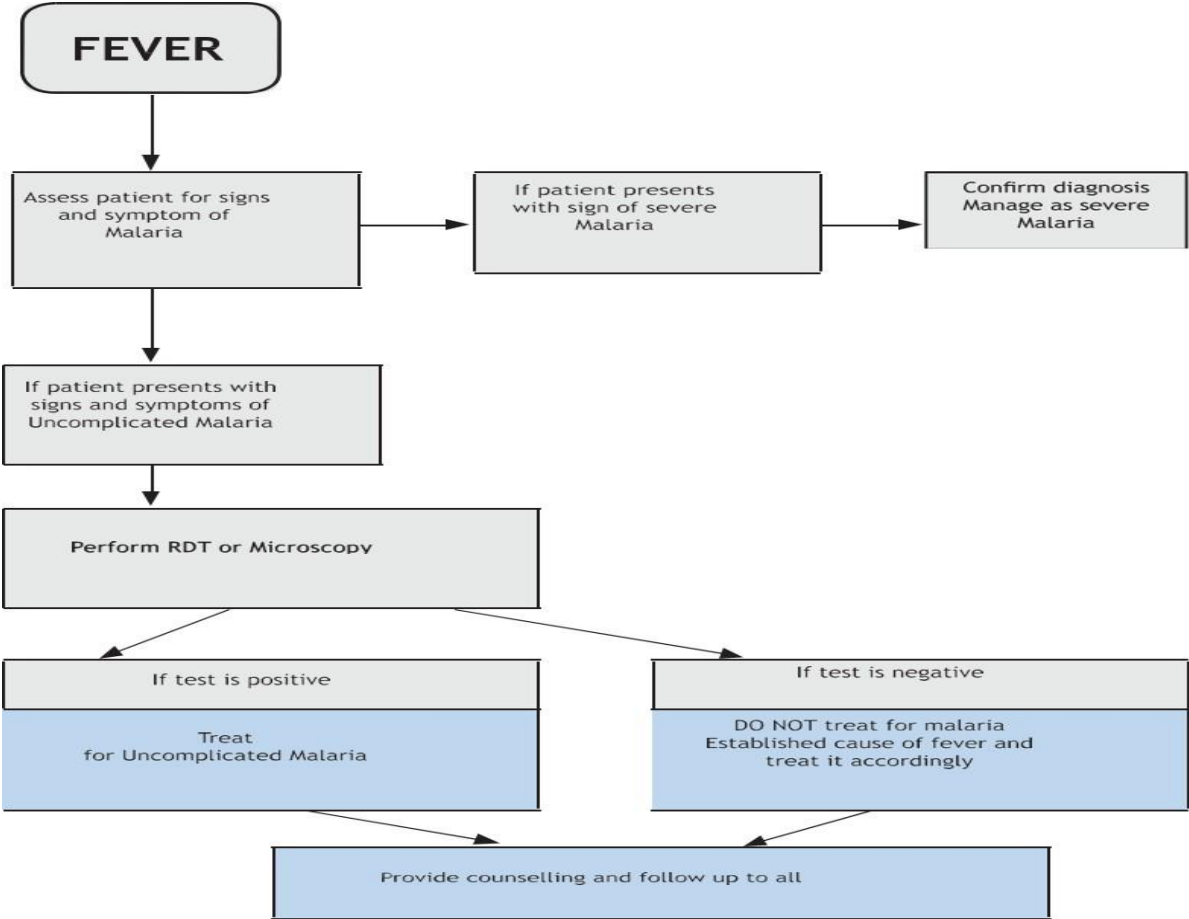 FEVER
Assess patient for signs
and symptom of
Malaria
If patient presents
with sign of severe
Malaria
Confirm diagnosis
Manage as severe
Malaria
If patient presents with
signs and symptoms of
Uncomplicated Malaria
Perform RDT or Microscopy
If test is positive
Treat
for Uncomplicated Malaria
If test is negative
DO NOT treat for malaria
Established cause of fever and
treat it accordingly
Provide counselling and follow up to all